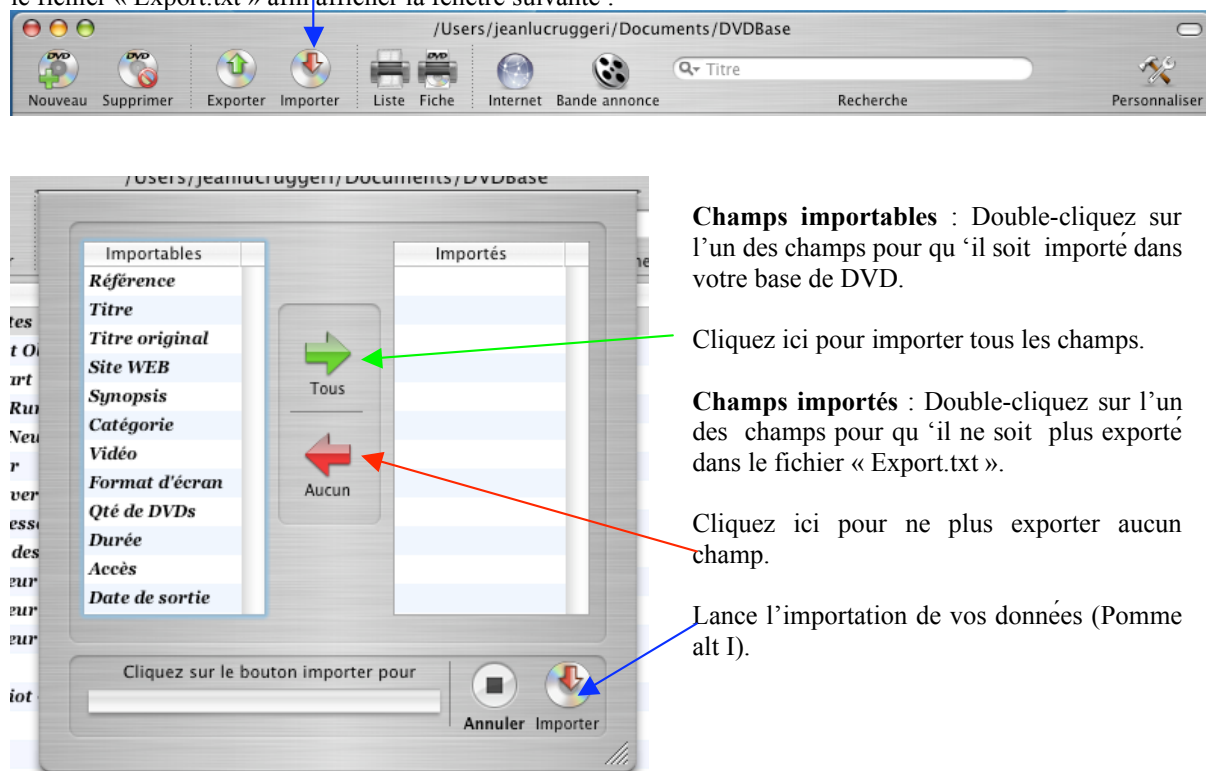 le fichier « Export.txt » afin afficher la fenêtre suivante :
/Users/jeanlucruggeri/Documents/DVDBase
DVD DVD DVD
Titre
Nouveau Supprimer Exporter Importer Liste Fiche Internet Bande annonce Recherche Personnaliser
/Users/jeanlucruggeri/Documents/DVDBase
Importables
Référence
Titre
Titre original
Site WEB
Synopsis
Catégorie
Vidéo
Format d'écran
Qté de DVDs
Durée
Accès
Date de sortie
Tous
Aucun
Importés
Cliquez sur le bouton importer pour
Annuler Importer
Champs importables : Double-cliquez sur
l’un des champs pour qu ‘il soit importé dans
votre base de DVD.
Cliquez ici pour importer tous les champs.
Champs importés : Double-cliquez sur l’un
des champs pour qu ‘il ne soit plus exporté
dans le fichier « Export.txt ».
Cliquez ici pour ne plus exporter aucun
champ.
Lance l’importation de vos données (Pomme
alt I).